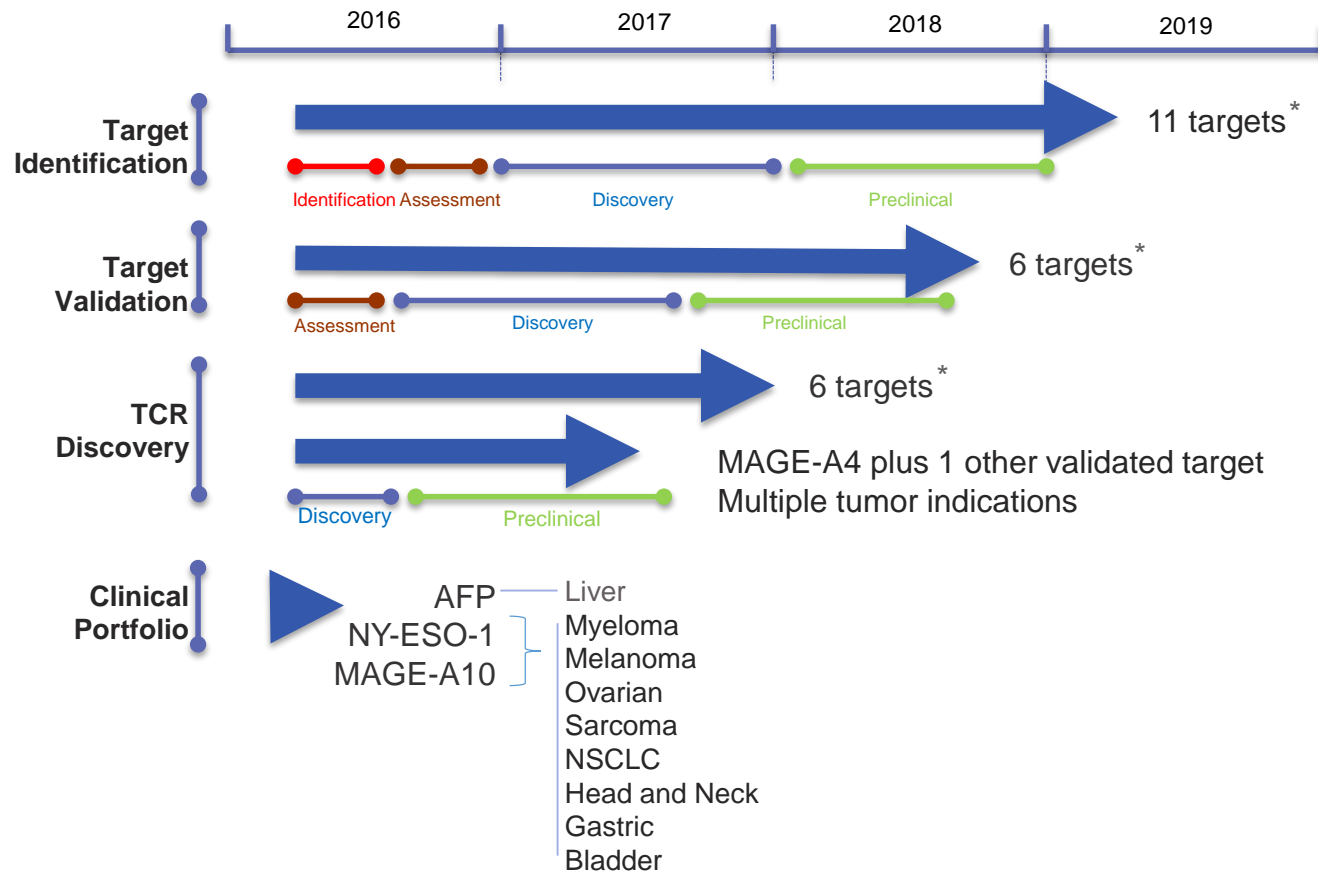 2016
2017
2018
2019
Target
Identification
11 targets*
Identification
Assessment
Discovery
Preclinical
Target
Validation
6 targets*
Assessment
Discovery
Preclinical
TCR
Discovery
6 targets*
MAGE-A4 plus 1 other validated target
Multiple tumor indications
Discovery
Preclinical
Clinical
Portfolio
AFP
NY-ESO-1
MAGE-A10
Liver
Myeloma
Melanoma
Ovarian
Sarcoma
NSCLC
Head and Neck
Gastric
Bladder